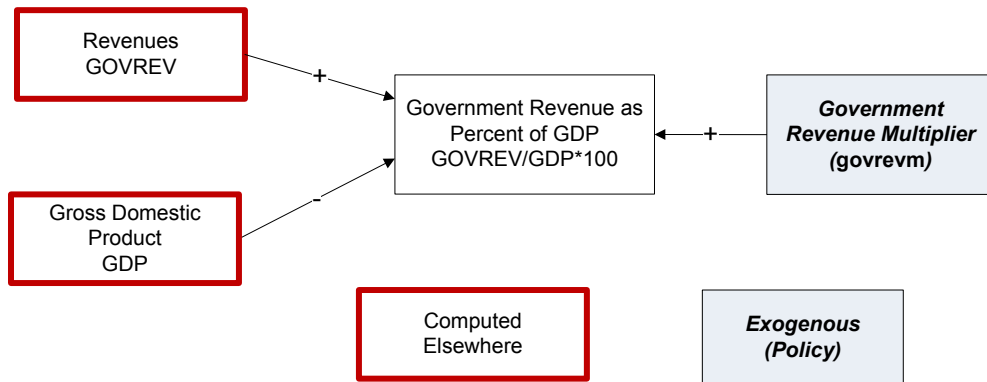 Revenues
GOVREV
+
Government Revenue as
Percent of GDP
GOVREV/GDP*100
+
Government
Revenue Multiplier
(govrevm)
-
Gross Domestic
Product
GDP
Computed
Elsewhere
Exogenous
(Policy)